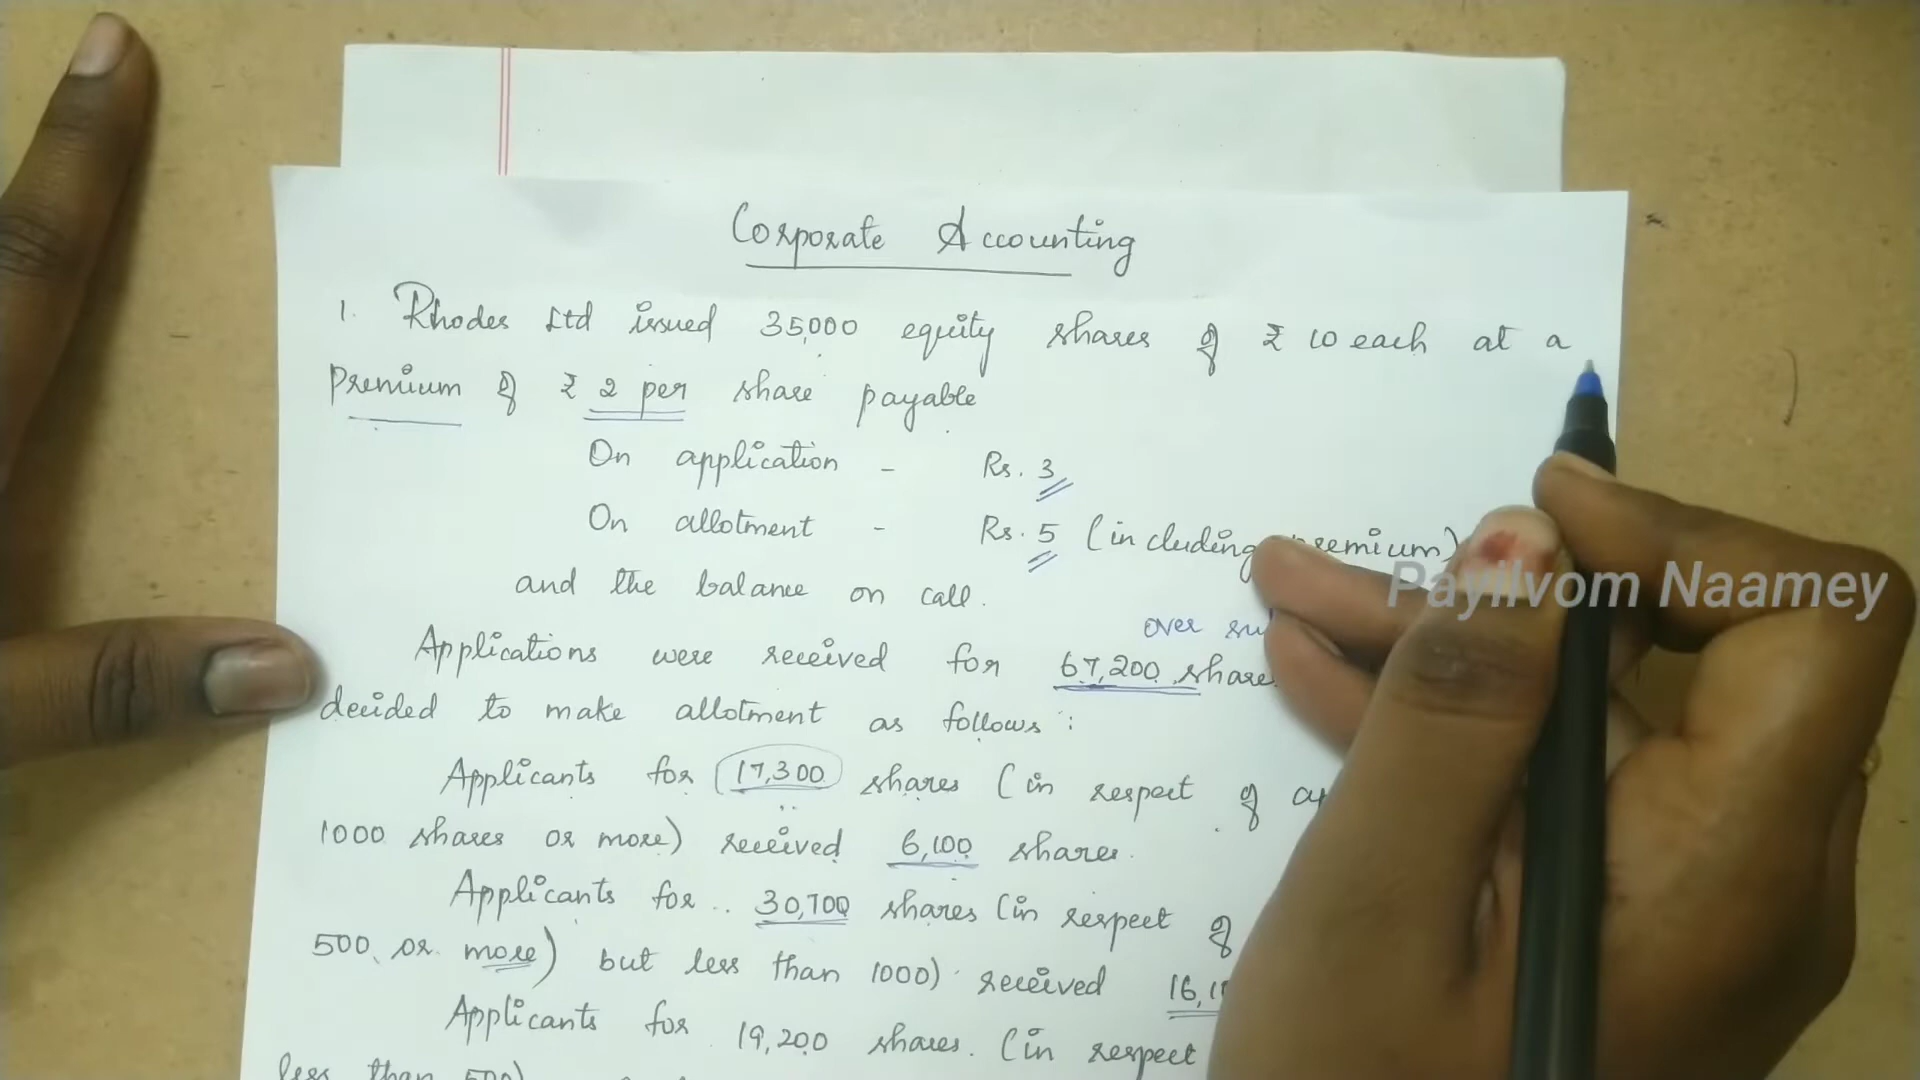 Corporate Accounting
1. Rhodes Ltd issued 35,000 equity shares of ₹ 10 each at a
premium of ₹ 2 per share payable
On application - Rs. 3
On allotment - Rs. 5 (including premium)
and the balance on call.
over
Applications were received for 67,200 share
decided to make allotment as follows:
Applicants for 17,300 shares (in respect of
1000 shares or more) received 6,100 shares.
Applicants for .. 30,700 shares (in respect of
500 or more) but less than 1000) received
Applicants for 19,200 shares. (in respect
less than 500)
Payilvom Naamey